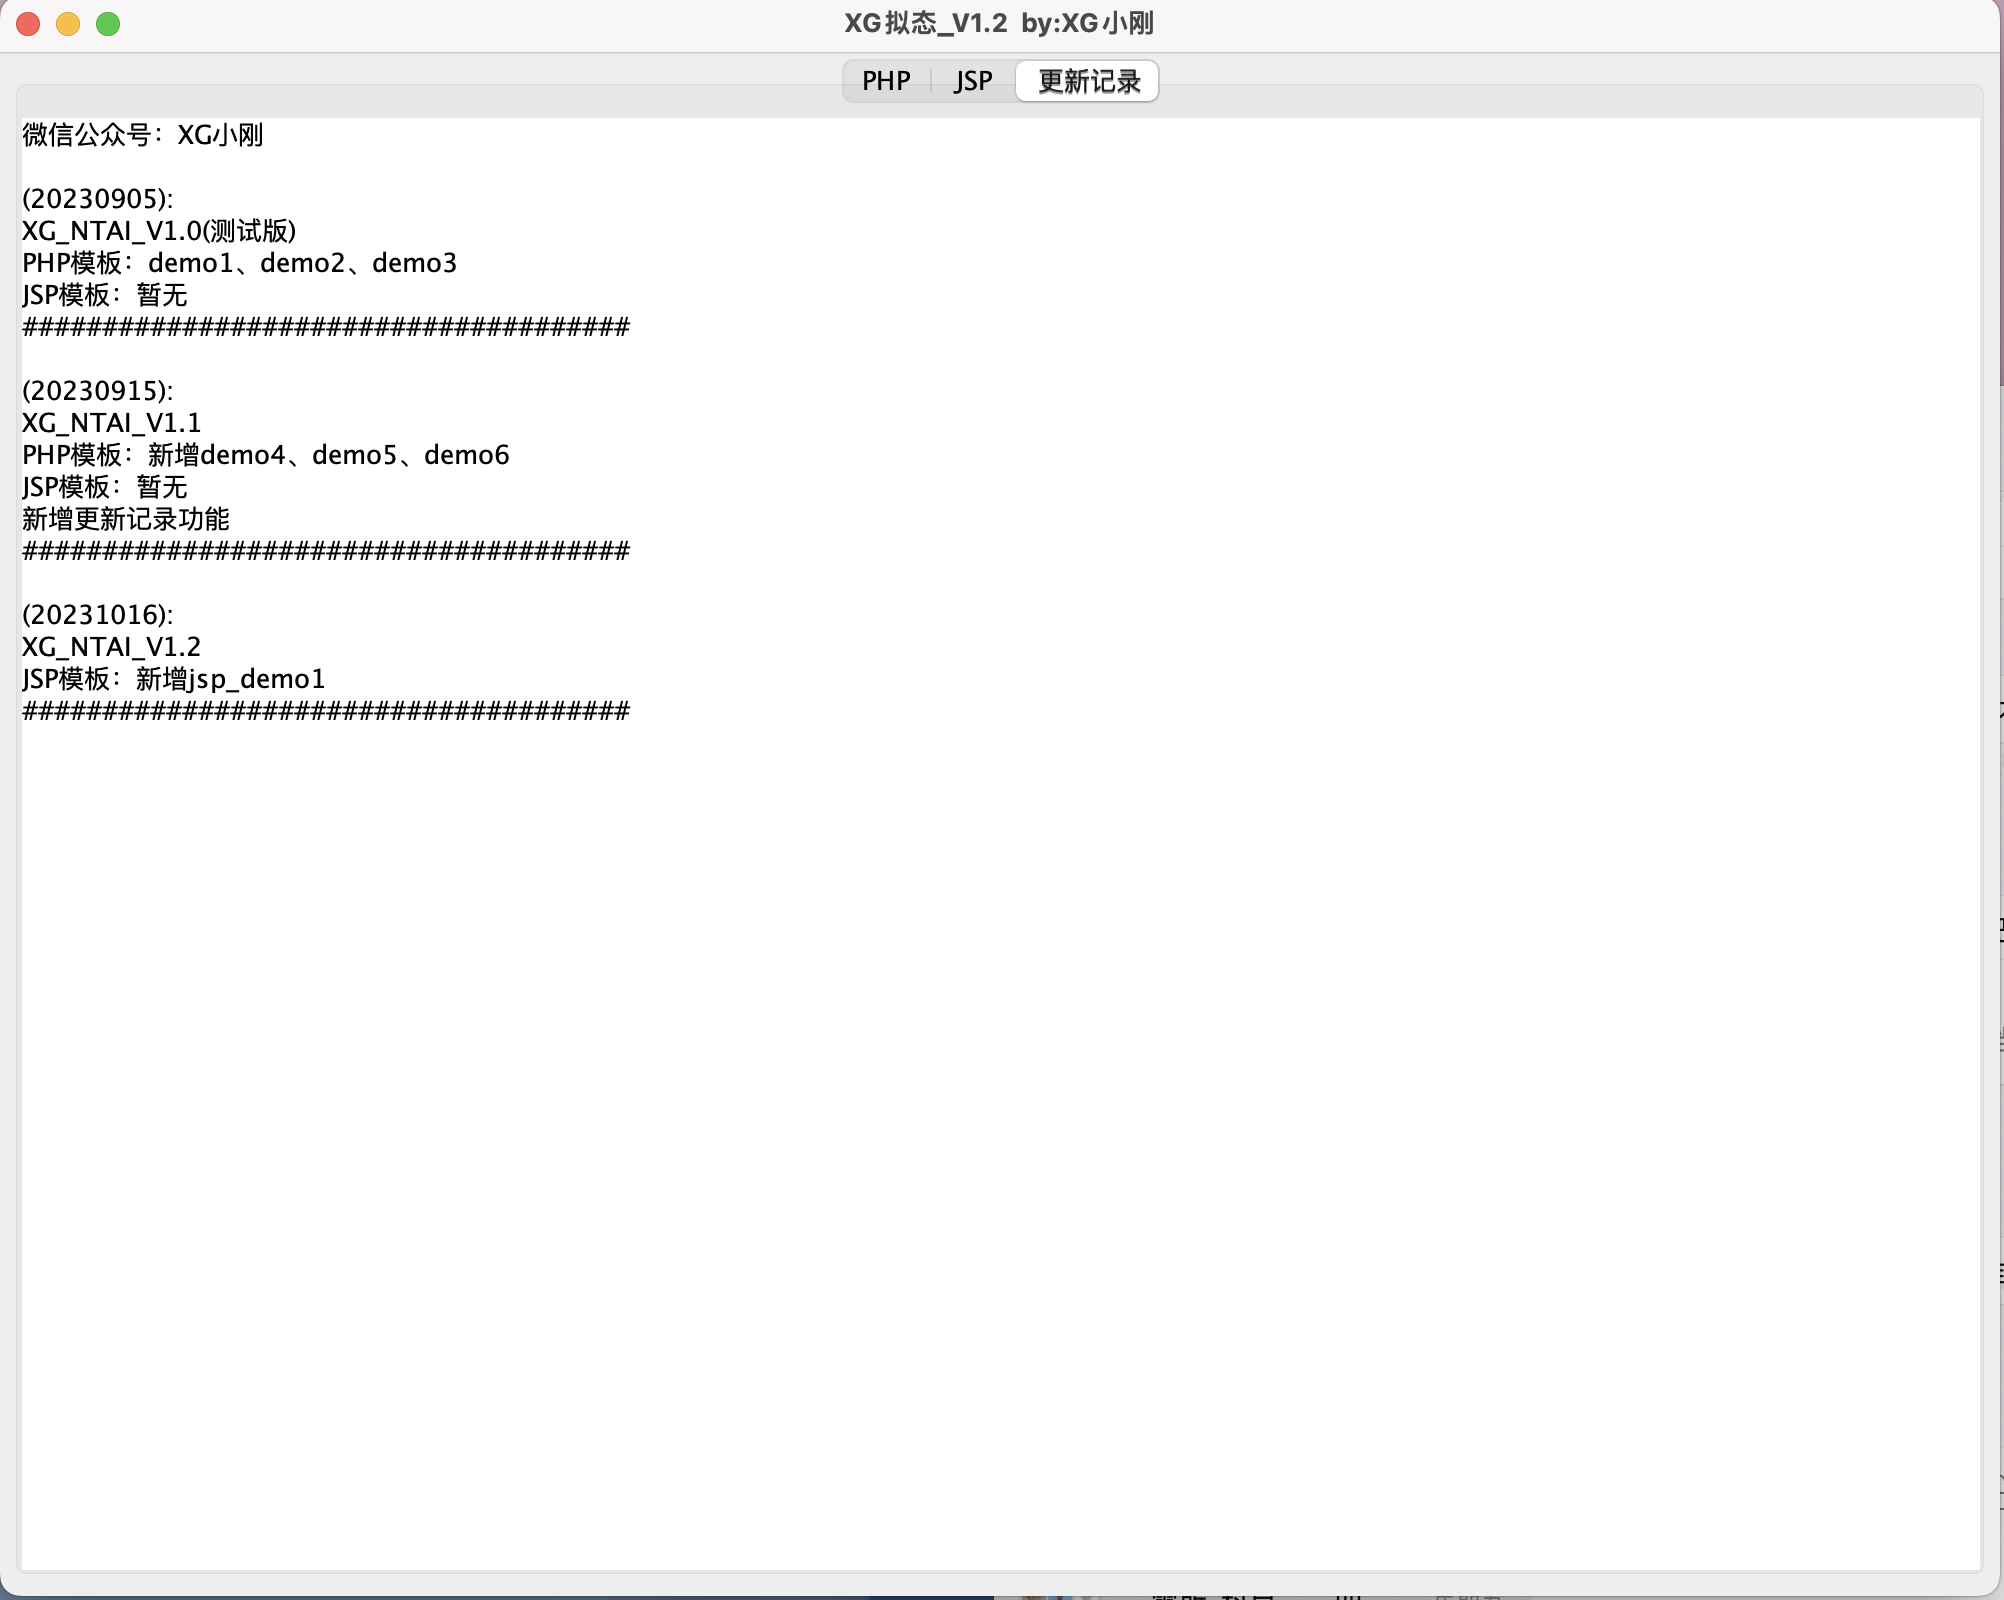 XG拟态_V1.2 by:XG小刚
PHP
JSP
更新记录
微信公众号：XG小刚
(20230905):
XG_NTAI_V1.0(测试版)
PHP模板：demo1、demo2、demo3
JSP模板：暂无
######################################
(20230915):
XG_NTAI_V1.1
PHP模板：新增demo4、demo5、demo6
JSP模板：暂无
新增更新记录功能
######################################
(20231016):
XG_NTAI_V1.2
JSP模板：新增jsp_demo1
######################################